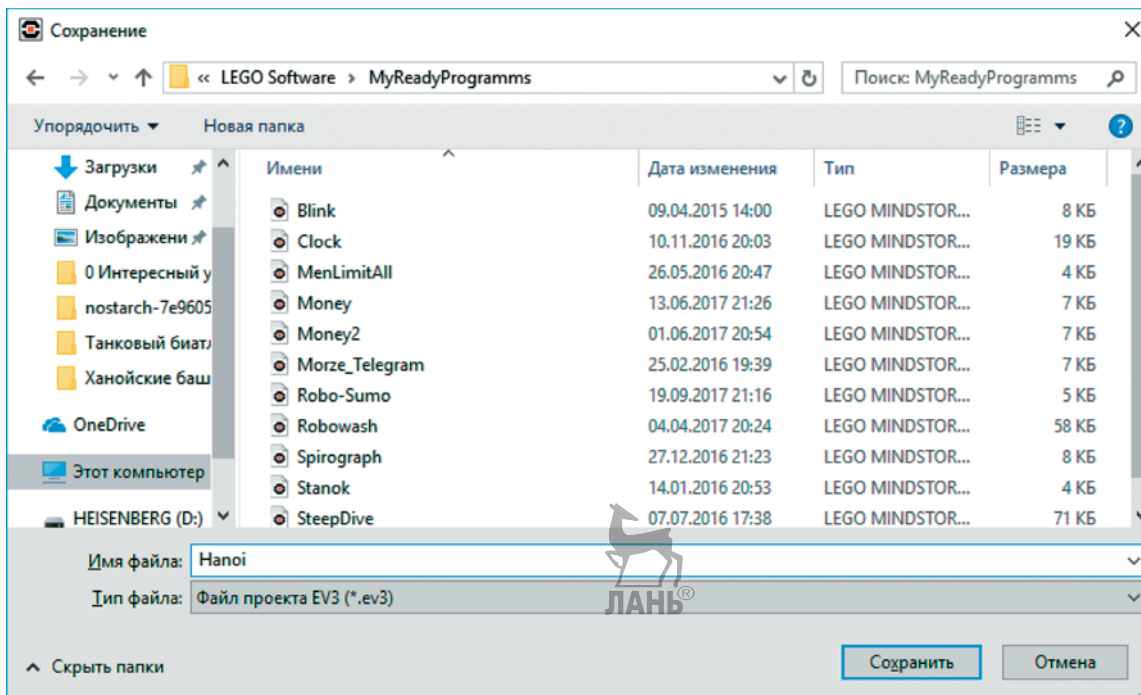 Сохранение
« LEGO Software > MyReadyProgramms
Поиск: MyReadyProgramms
Упорядочить
Новая папка
Загрузки
Документы
Изображени
0 Интересный у
nostarch-7e9605
Танковый биатл
Ханойские баш
OneDrive
Этот компьютер
HEISENBERG (D:)
Имени Дата изменения Тип Размера
Blink 09.04.2015 14:00 LEGO MINDSTOR... 8 КБ
Clock 10.11.2016 20:03 LEGO MINDSTOR... 19 КБ
MenLimitAll 26.05.2016 20:47 LEGO MINDSTOR... 4 КБ
Money 13.06.2017 21:26 LEGO MINDSTOR... 7 КБ
Money2 01.06.2017 20:54 LEGO MINDSTOR... 7 КБ
Morze_Telegram 25.02.2016 19:39 LEGO MINDSTOR... 7 КБ
Robo-Sumo 19.09.2017 21:16 LEGO MINDSTOR... 5 КБ
Robowash 04.04.2017 20:24 LEGO MINDSTOR... 58 КБ
Spirograph 27.12.2016 21:23 LEGO MINDSTOR... 8 КБ
Stanok 14.01.2016 20:53 LEGO MINDSTOR... 4 КБ
SteepDive 07.07.2016 17:38 LEGO MINDSTOR... 71 КБ
Имя файла: Hanoi
Тип файла: Файл проекта EV3 (*.ev3)
ЛАНЬ®
Скрыть папки
Сохранить
Отмена